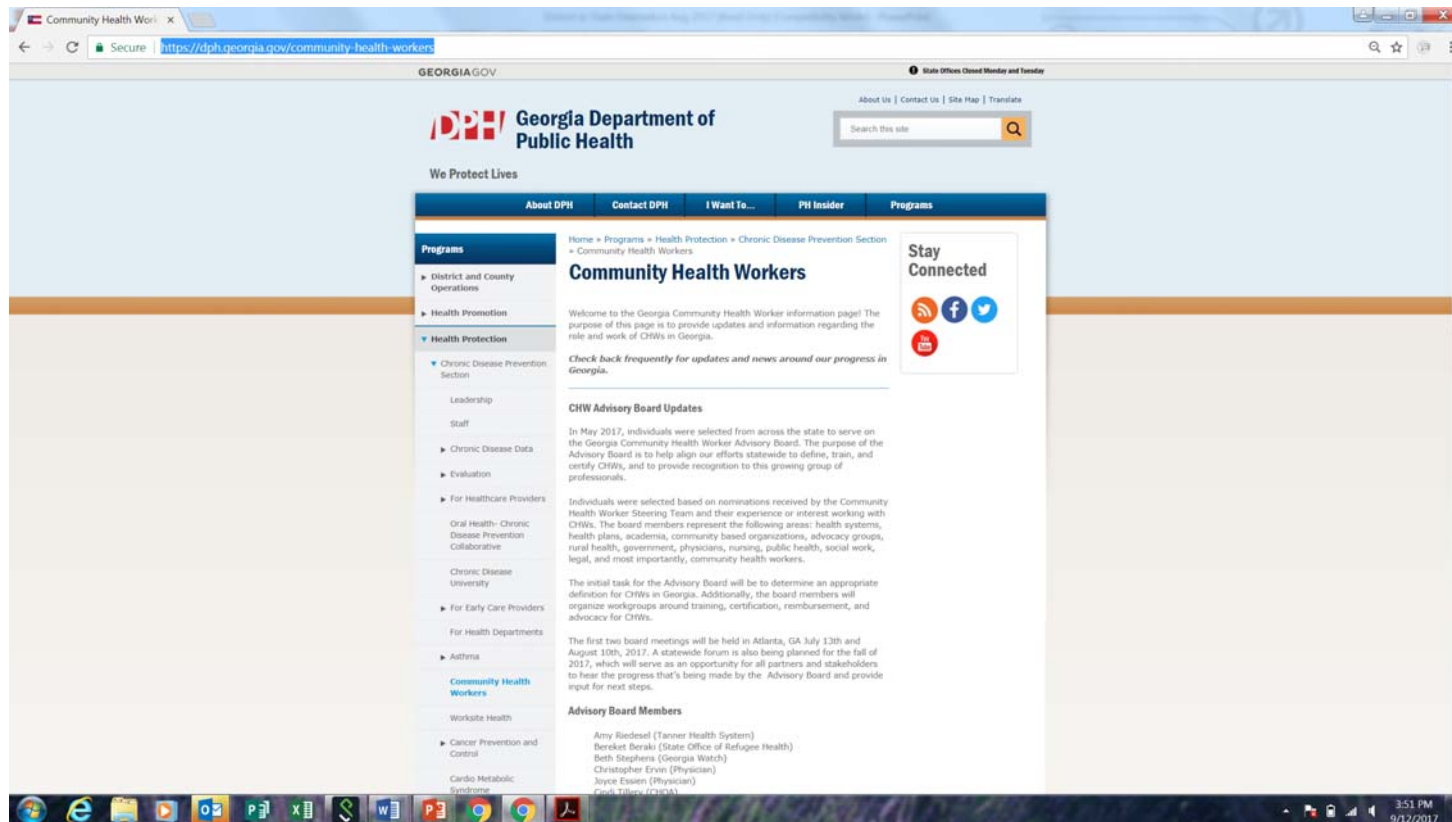 Community Health Wor
Secure | https://dph.georgia.gov/community-health-workers
GEORGIAGOV
State Offices Closed Monday and Tuesday
About Us | Contact Us | Site Map | Translate
DPH
Georgia Department of
Public Health
Search this site
We Protect Lives
About DPH
Contact DPH
I Want To...
PH Insider
Programs
Programs
District and County
Operations
Health Promotion
Health Protection
Chronic Disease Prevention
Section
Leadership
Staff
Chronic Disease Data
Evaluation
For Healthcare Providers
Oral Health- Chronic
Disease Prevention
Collaborative
Chronic Disease
University
For Early Care Providers
For Health Departments
Asthma
Community Health
Workers
Worksite Health
Cancer Prevention and
Control
Cardio Metabolic
Syndrome
Home » Programs » Health Protection » Chronic Disease Prevention Section
» Community Health Workers
Community Health Workers
Welcome to the Georgia Community Health Worker information page! The
purpose of this page is to provide updates and information regarding the
role and work of CHWs in Georgia.
Check back frequently for updates and news around our progress in
Georgia.
CHW Advisory Board Updates
In May 2017, individuals were selected from across the state to serve on
the Georgia Community Health Worker Advisory Board. The purpose of the
Advisory Board is to help align our efforts statewide to define, train, and
certify CHWs, and to provide recognition to this growing group of
professionals.
Individuals were selected based on nominations received by the Community
Health Worker Steering Team and their experience or interest working with
CHWs. The board members represent the following areas: health systems,
health plans, academia, community based organizations, advocacy groups,
rural health, government, physicians, nursing, public health, social work,
legal, and most importantly, community health workers.
The initial task for the Advisory Board will be to determine an appropriate
definition for CHWs in Georgia. Additionally, the board members will
organize workgroups around training, certification, reimbursement, and
advocacy for CHWs.
The first two board meetings will be held in Atlanta, GA July 13th and
August 10th, 2017. A statewide forum is also being planned for the fall of
2017, which will serve as an opportunity for all partners and stakeholders
to hear the progress that's being made by the Advisory Board and provide
input for next steps.
Advisory Board Members
Amy Riedesel (Tanner Health System)
Bereket Beraki (State Office of Refugee Health)
Beth Stephens (Georgia Watch)
Christopher Ervin (Physician)
Joyce Essien (Physician)
Cindi Tillery (CHOA)
Stay
Connected
You
Tube
3:51 PM
9/12/2017